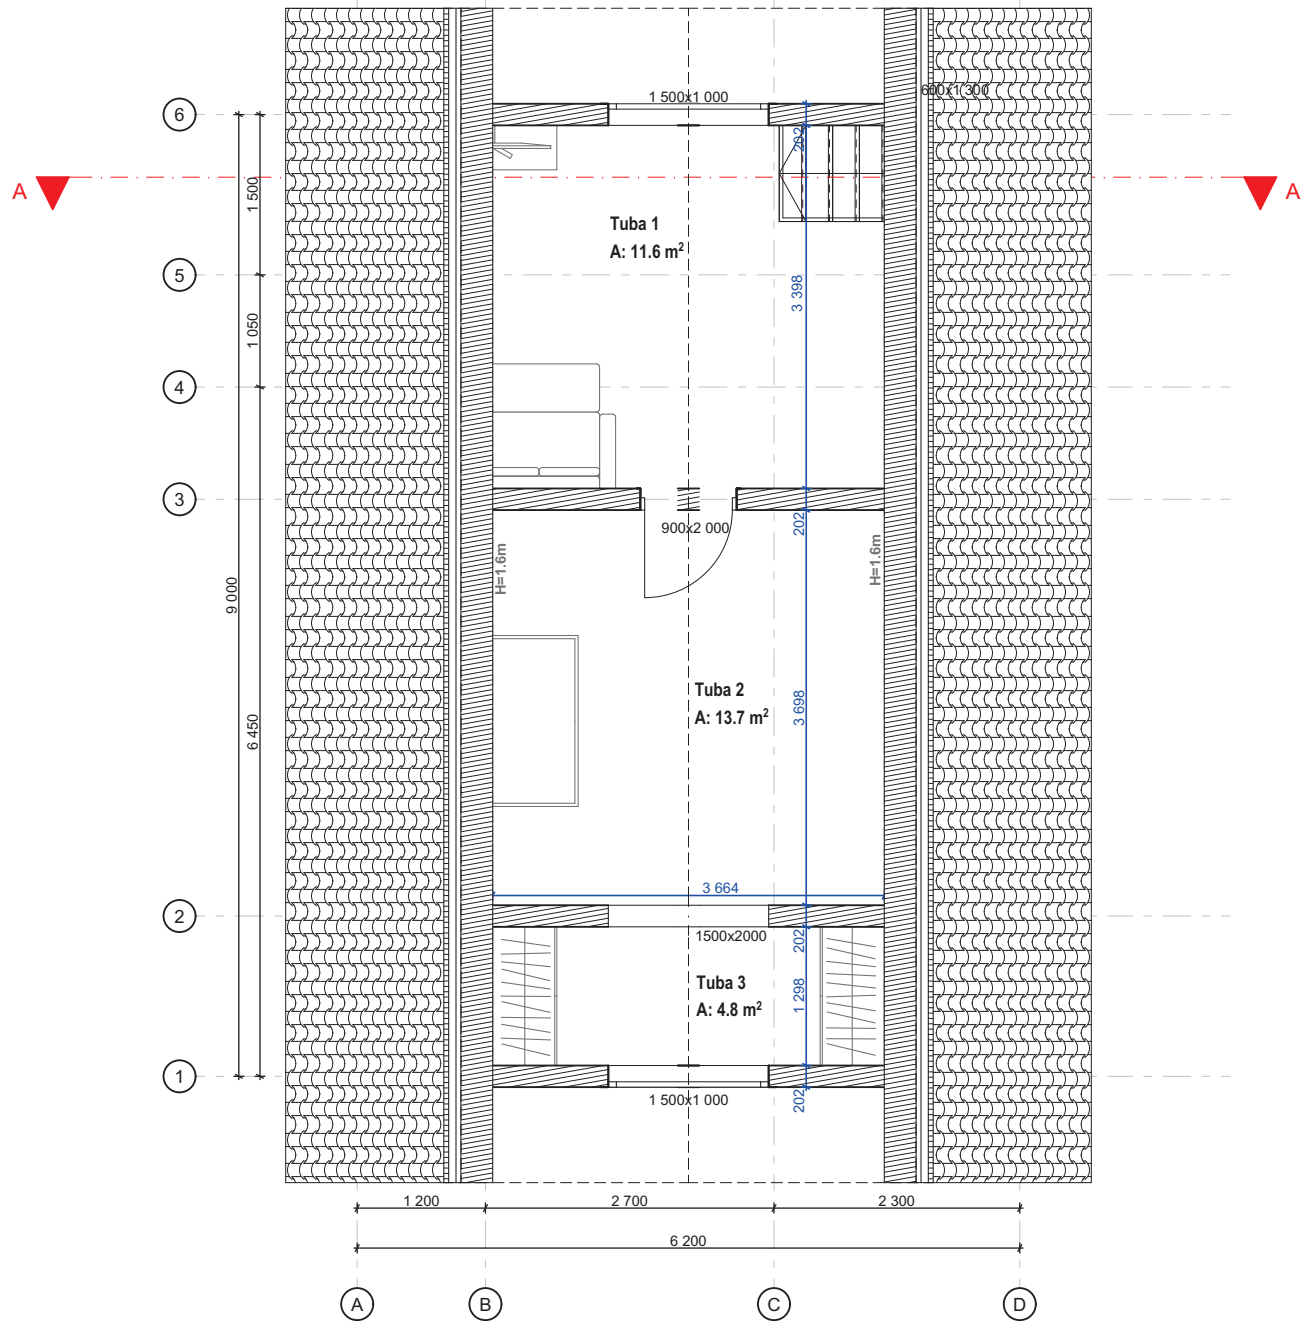 1 500x1 000
600x1 300
6
202
A
A
1 500
Tuba 1
A: 11.6 m²
5
3 398
1 050
4
3
900x2 000
202
H=1.6m
H=1.6m
9 000
Tuba 2
A: 13.7 m²
3 698
6 450
3 664
2
1500x2000
202
Tuba 3
A: 4.8 m²
1 298
1
1 500x1 000
202
1 200
2 700
2 300
6 200
A
B
C
D